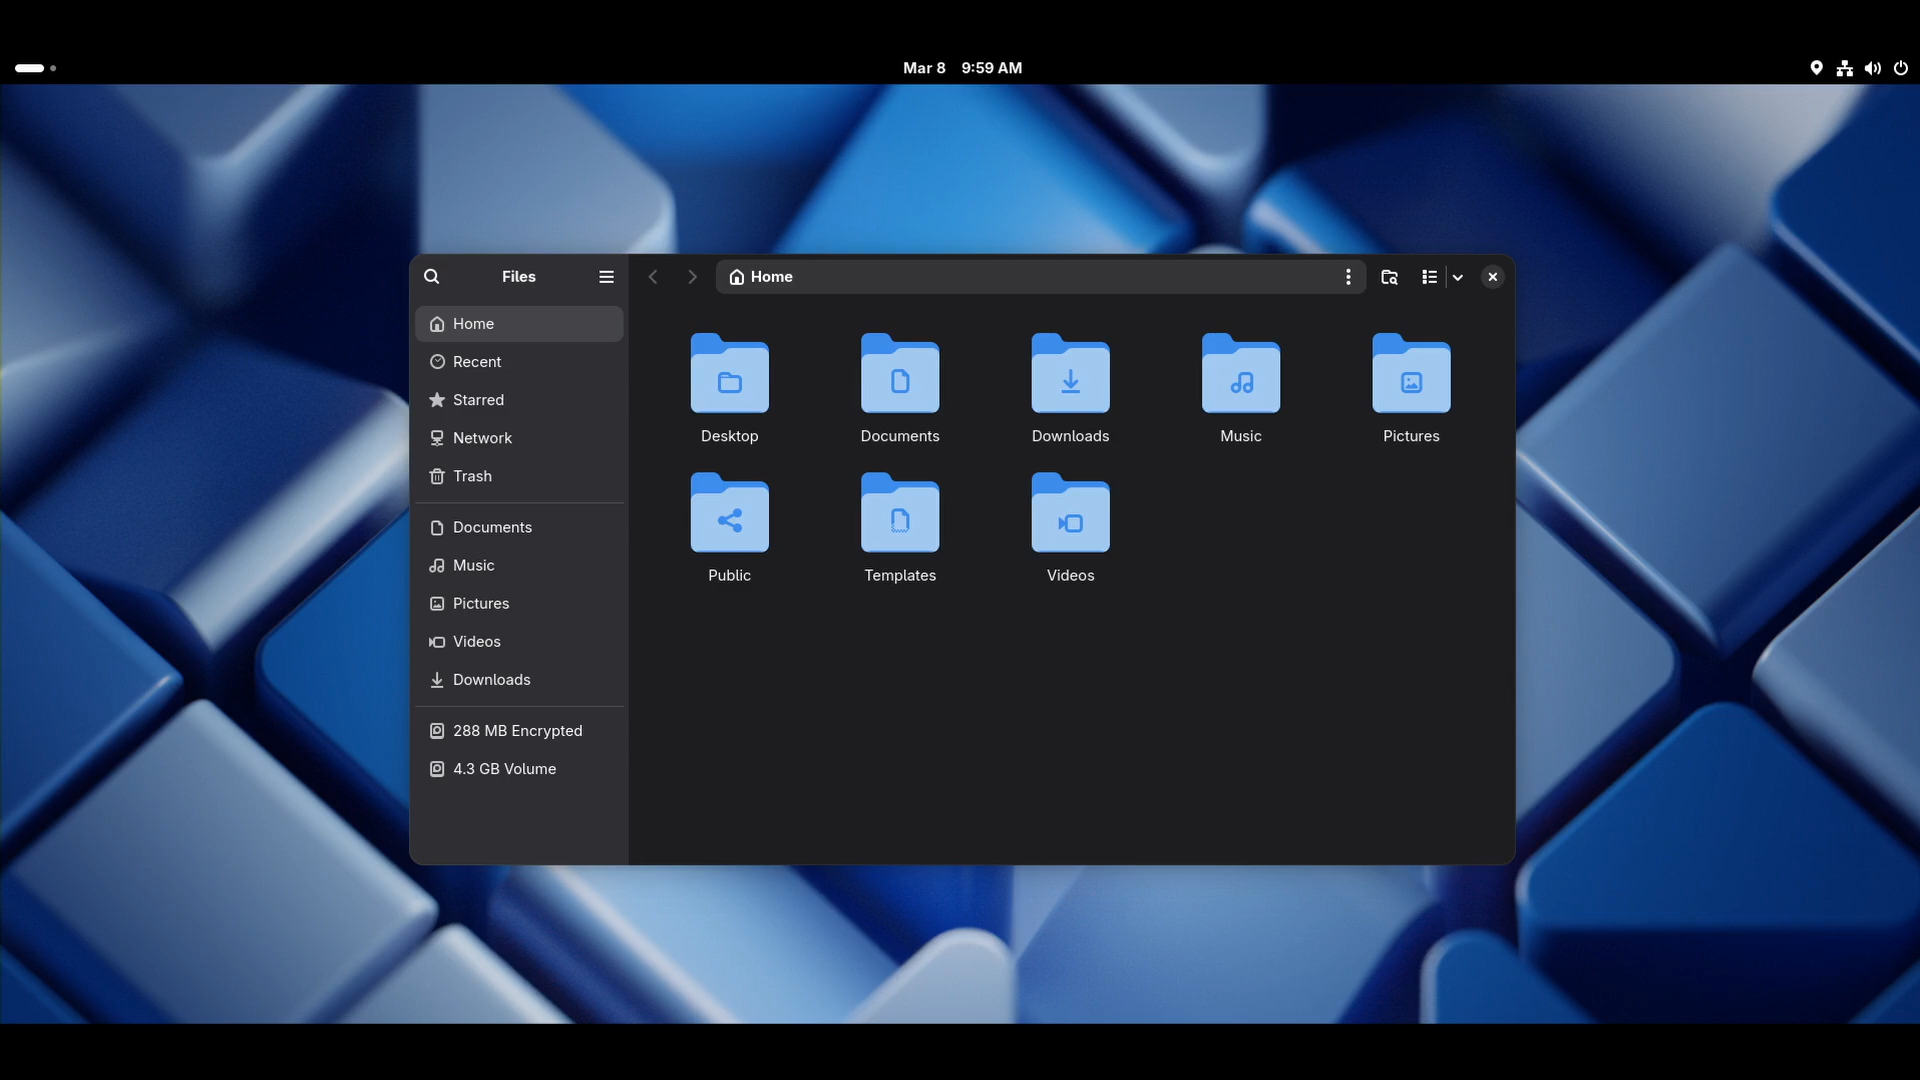 Mar 8 9:59 AM
Files
Home
Home
Recent
Starred
Network
Trash
Documents
Music
Pictures
Videos
Downloads
288 MB Encrypted
4.3 GB Volume
Desktop
Documents
Downloads
Music
Pictures
Public
Templates
Videos